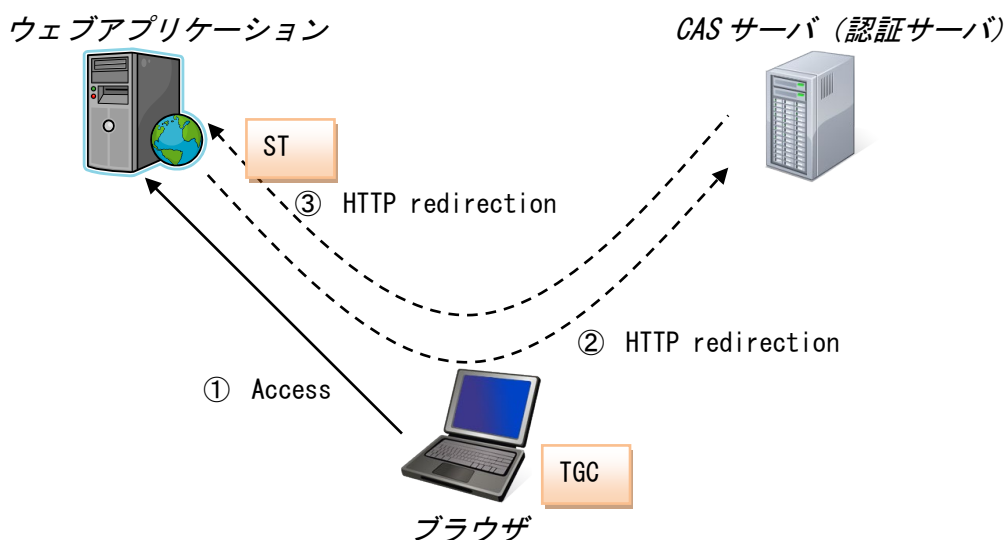 ウェブアプリケーション
CAS サーバ（認証サーバ）
ST
③ HTTP redirection
② HTTP redirection
① Access
TGC
ブラウザ